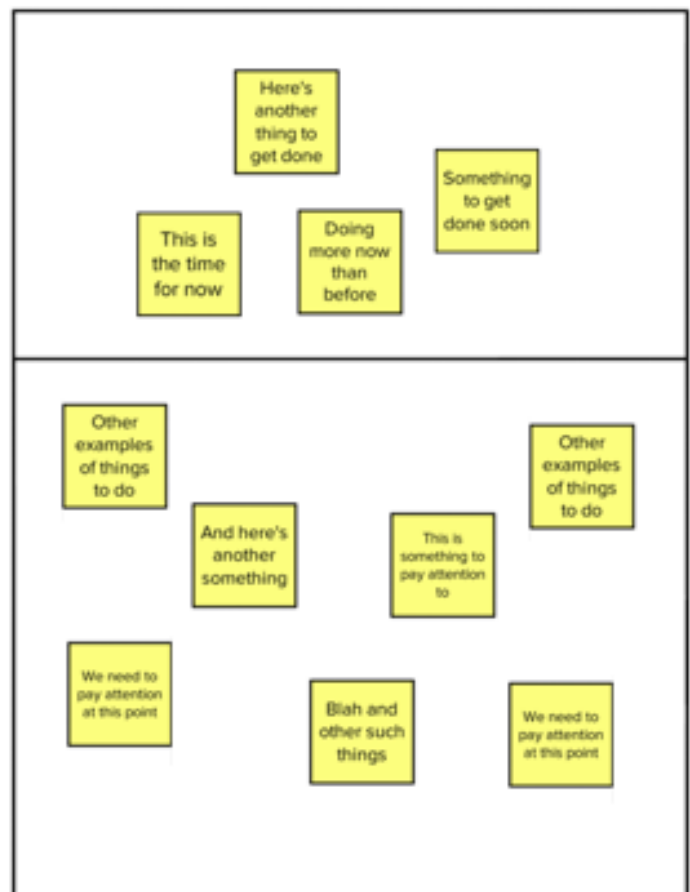 Here's
another
thing to
get done
Something
to get
done soon
This is
the time
for now
Doing
more now
than
before
Other
examples
of things
to do
Other
examples
of things
to do
And here's
another
something
This is
something to
pay attention
to
We need to
pay attention
at this point
Blah and
other such
things
We need to
pay attention
at this point